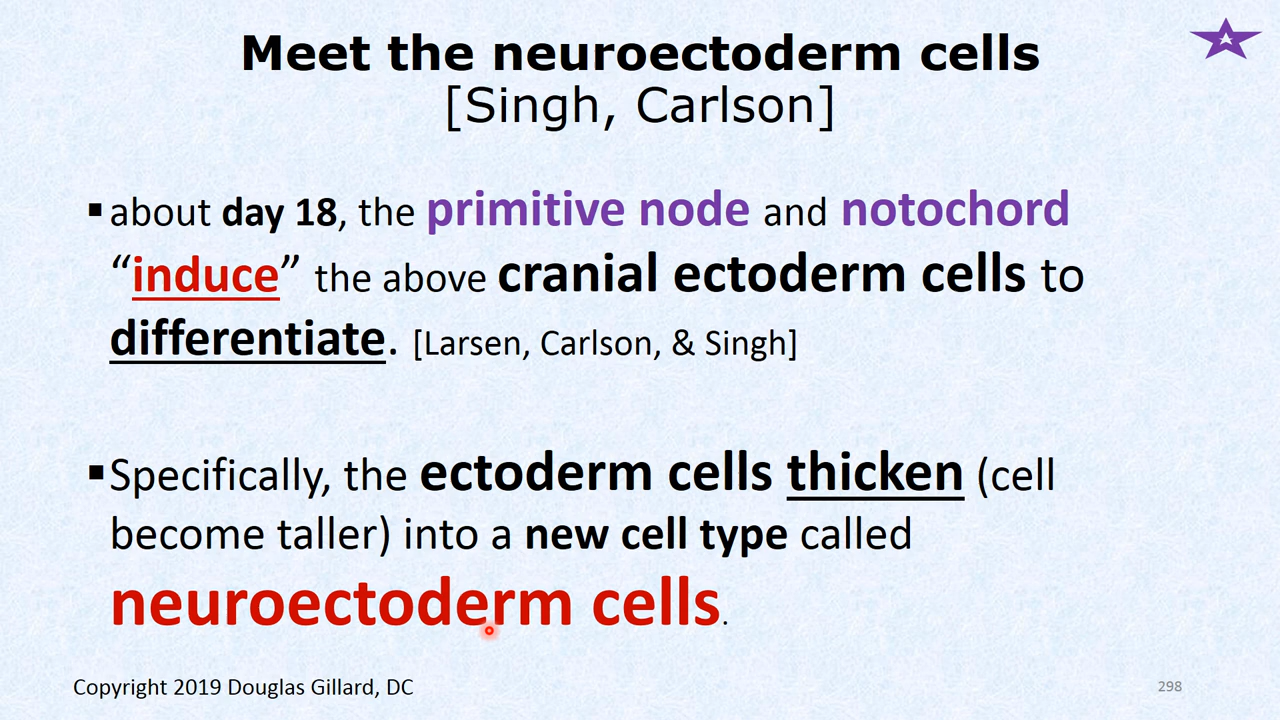 Meet the neuroectoderm cells
[Singh, Carlson]
▪about day 18, the primitive node and notochord
“induce” the above cranial ectoderm cells to
differentiate. [Larsen, Carlson, & Singh]
▪Specifically, the ectoderm cells thicken (cell
become taller) into a new cell type called
neuroectoderm cells.
Copyright 2019 Douglas Gillard, DC
298